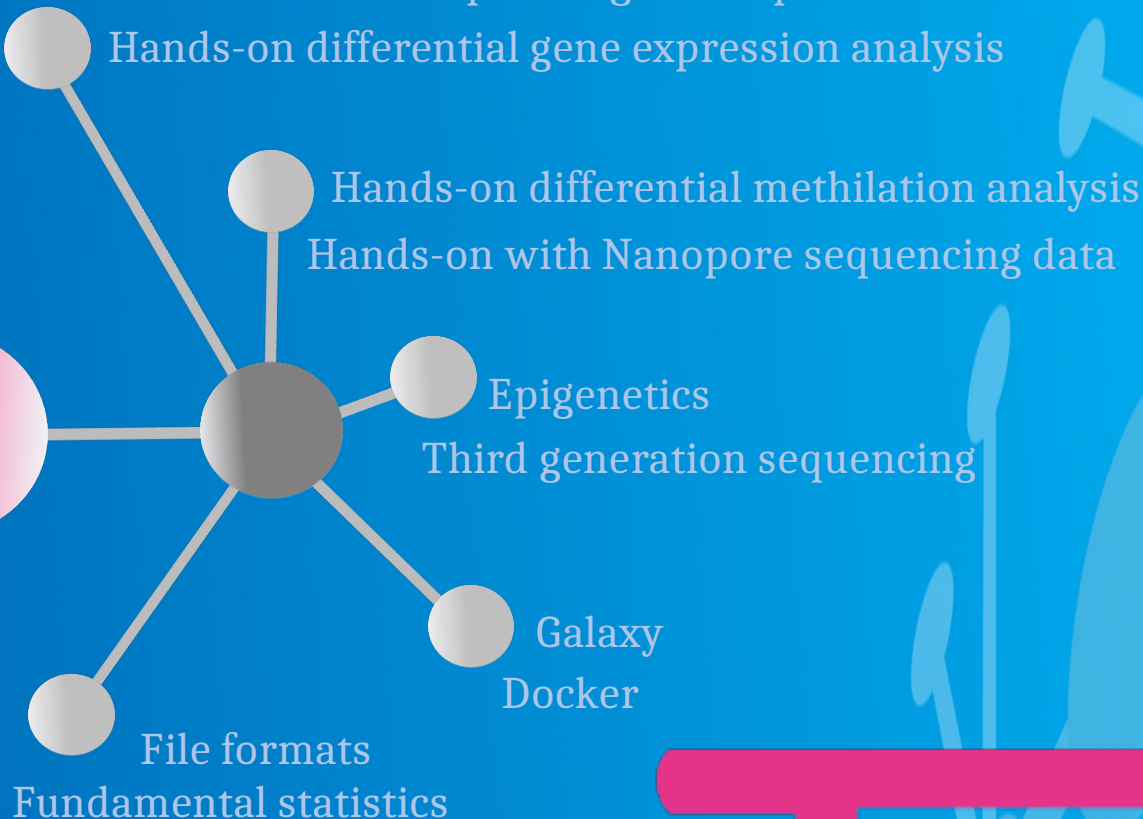 Hands-on differential gene expression analysis
Hands-on differential methilation analysis
Hands-on with Nanopore sequencing data
Epigenetics
Third generation sequencing
Galaxy
Docker
File formats
Fundamental statistics